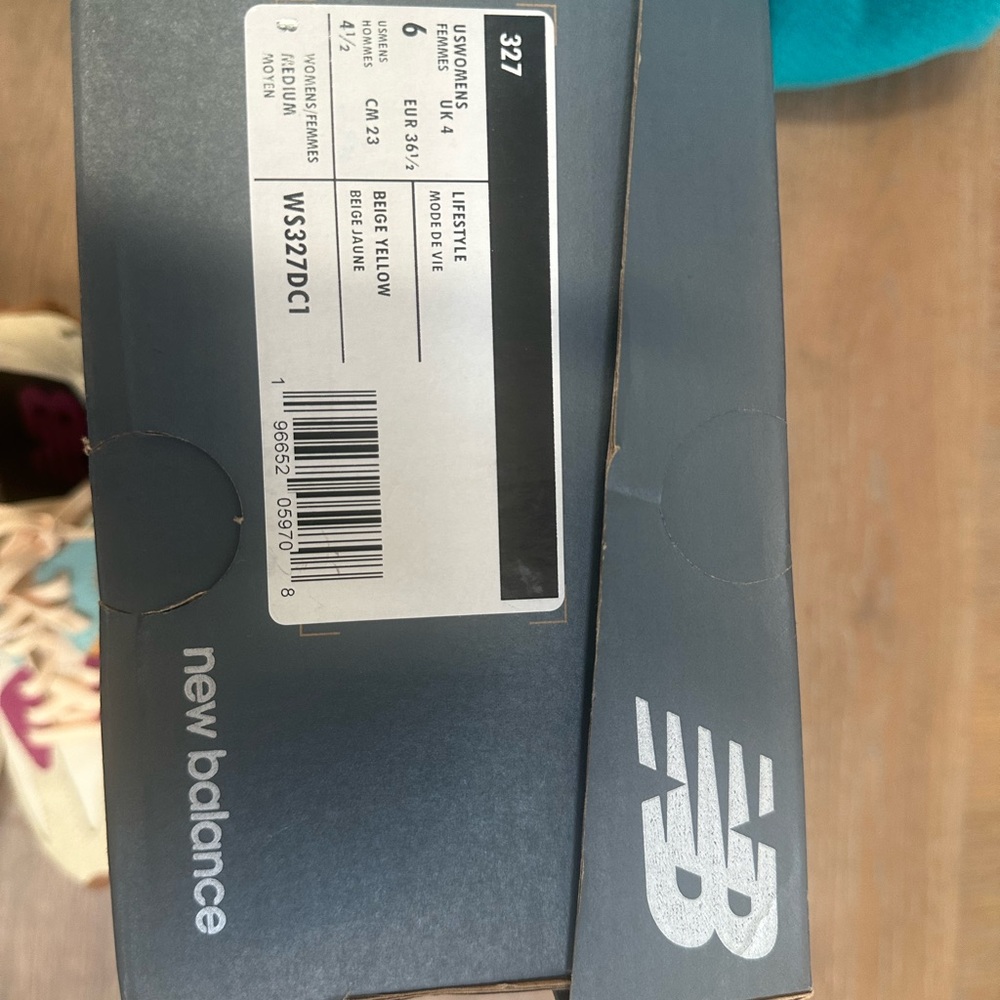 327
USWOMENS
FEMMES
6
UK 4
EUR 36½
USMENS
HOMMES
4½
CM 23
WOMENS/FEMMES
B MEDIUM
MOYEN
LIFESTYLE
MODE DE VIE
BEIGE YELLOW
BEIGE JAUNE
WS327DC1
1 96652 05970 8
new balance
NB